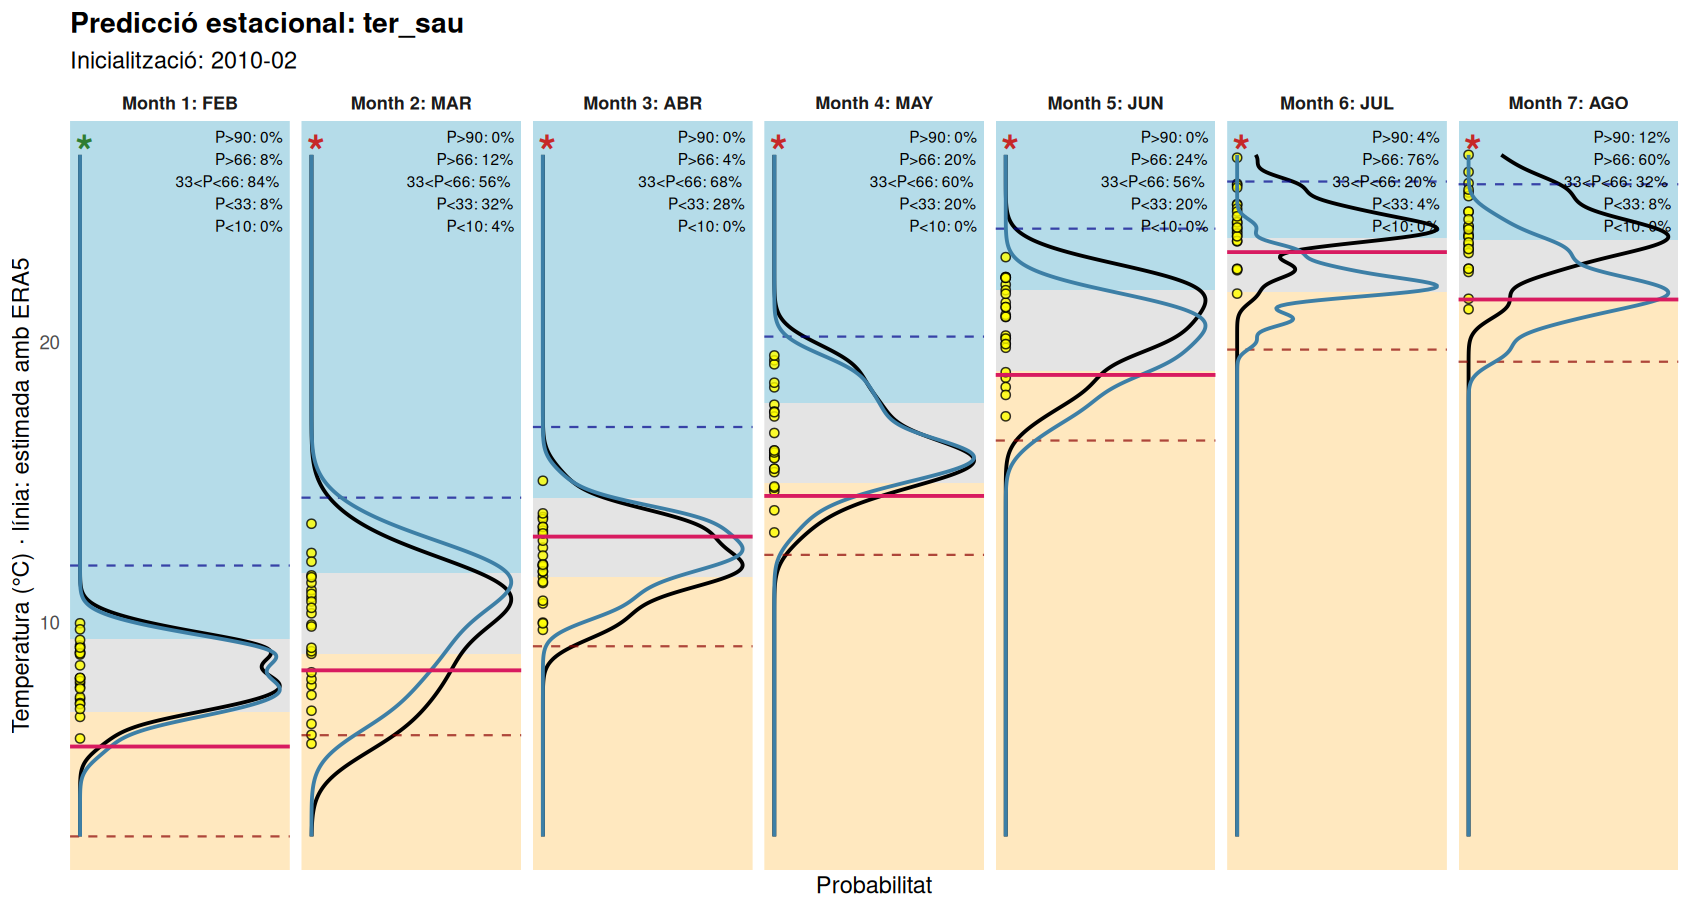 Predicció estacional: ter_sau
Inicialització: 2010-02
Month 1: FEB
Month 2: MAR
Month 3: ABR
Month 4: MAY
Month 5: JUN
Month 6: JUL
Month 7: AGO
*
P>90: 0%
P>66: 8%
33<P<66: 84%
P<33: 8%
P<10: 0%
*
P>90: 0%
P>66: 12%
33<P<66: 56%
P<33: 32%
P<10: 4%
*
P>90: 0%
P>66: 4%
33<P<66: 68%
P<33: 28%
P<10: 0%
*
P>90: 0%
P>66: 20%
33<P<66: 60%
P<33: 20%
P<10: 0%
*
P>90: 0%
P>66: 24%
33<P<66: 56%
P<33: 20%
P<10: 0%
*
P>90: 4%
P>66: 76%
33<P<66: 20%
P<33: 4%
P<10: 0%
*
P>90: 12%
P>66: 60%
33<P<66: 32%
P<33: 8%
P<10: 0%
20
10
Temperatura (°C) · línia: estimada amb ERA5
Probabilitat